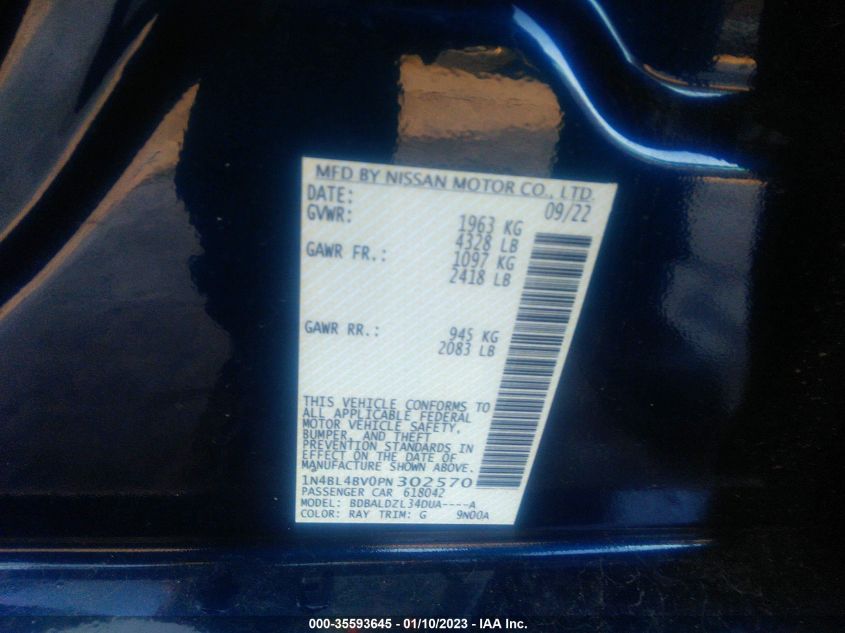 MFD BY NISSAN MOTOR CO., LTD.
DATE: 09/22
GVWR: 1963 KG
4328 LB
GAWR FR.: 1097 KG
2418 LB
GAWR RR.: 945 KG
2083 LB
THIS VEHICLE CONFORMS TO
ALL APPLICABLE FEDERAL
MOTOR VEHICLE SAFETY,
BUMPER, AND THEFT
PREVENTION STANDARDS IN
EFFECT ON THE DATE OF
MANUFACTURE SHOWN ABOVE.
1N4BL4BV0PN302570
PASSENGER CAR 618042
MODEL: BDBALDZL34DUA----A
COLOR: RAY TRIM: G 9N00A
000-35593645 - 01/10/2023 - IAA Inc.